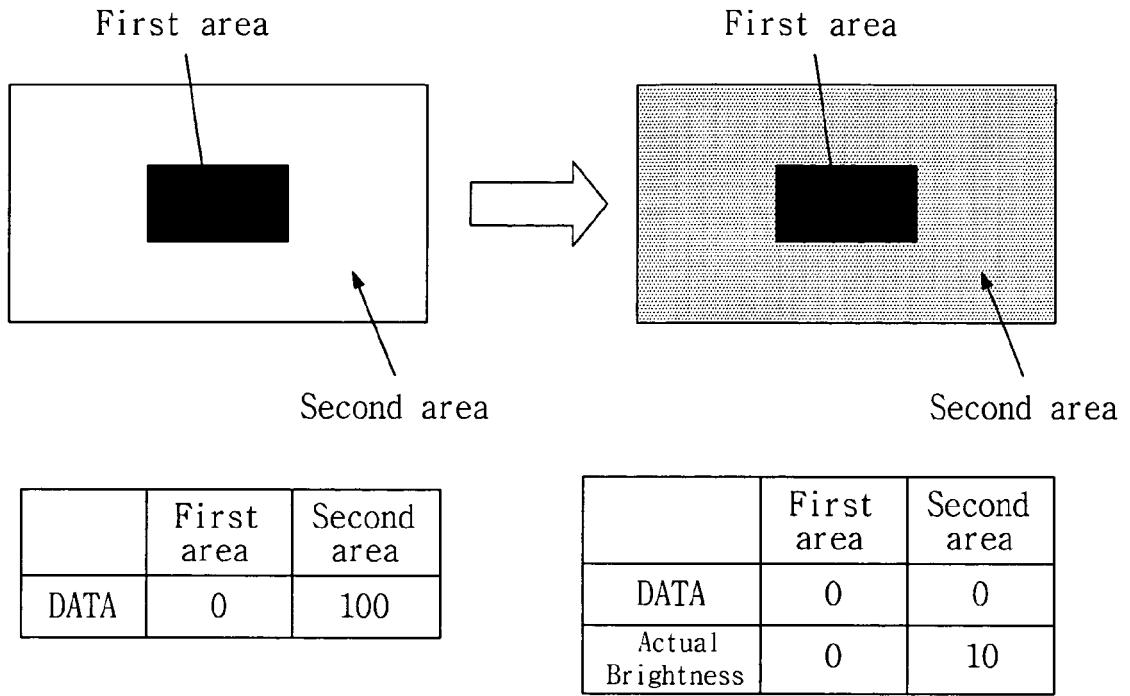 First area
First area
Second area
Second area
First area Second area
DATA 0 100
First area Second area
DATA 0 0
Actual Brightness 0 10